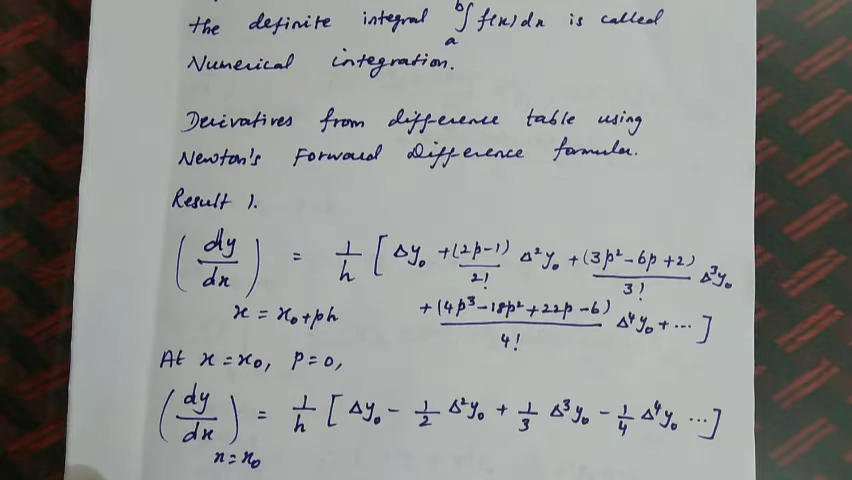 the definite integral ∫ₐᵇ f(x) dx is called
Numerical integration.
Derivatives from difference table using
Newton's Forward Difference formula.
Result 1.
(dy/dx) = 1/h [ Δy₀ + (2p-1)/2! Δ²y₀ + (3p²-6p+2)/3! Δ³y₀
x = x₀+ph + (4p³-18p²+22p-6)/4! Δ⁴y₀ + ... ]
At x = x₀, p=0,
(dy/dx) = 1/h [ Δy₀ - 1/2 Δ²y₀ + 1/3 Δ³y₀ - 1/4 Δ⁴y₀ ... ]
x=x₀